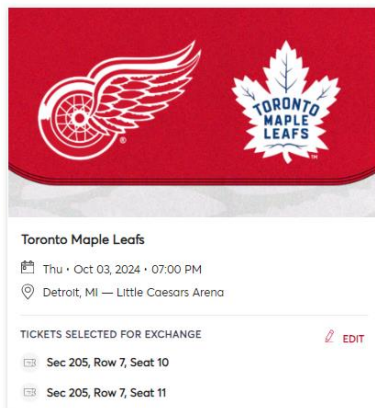 TORONTO
MAPLE
LEAFS
Toronto Maple Leafs
Thu • Oct 03, 2024 • 07:00 PM
Detroit, MI — Little Caesars Arena
TICKETS SELECTED FOR EXCHANGE
EDIT
Sec 205, Row 7, Seat 10
Sec 205, Row 7, Seat 11